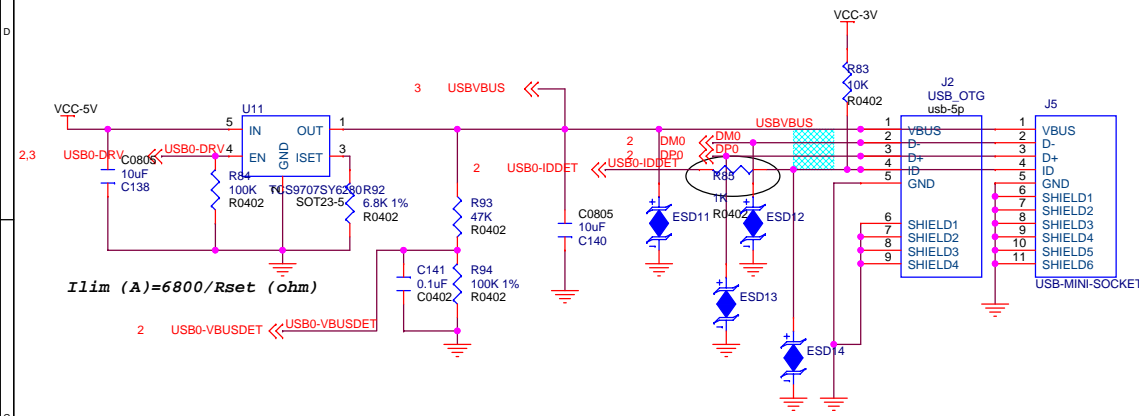 D
VCC-3V
R83
10K
R0402
J2
USB_OTG
usb-5p
J5
3 USBVBUS
VCC-5V
U11
5 IN OUT 1
4 EN ISET 3
GND
2,3 USB0-DRV USB0-DRV
C0805
10uF
C138
R84
100K
R0402
SY6280
SOT23-5
R92
6.8K 1%
R0402
USBVBUS
2 DM0 DM0
2 DP0 DP0
2 USB0-IDDET USB0-IDDET
R85
1K
R0402
R93
47K
R0402
C0805
10uF
C140
ESD11
ESD12
ESD13
ESD14
C141
0.1uF
C0402
R94
100K 1%
R0402
Ilim (A)=6800/Rset (ohm)
2 USB0-VBUSDET USB0-VBUSDET
1 VBUS
2 D-
3 D+
4 ID
5 GND
6 SHIELD1
7 SHIELD2
8 SHIELD3
9 SHIELD4
1 VBUS
2 D-
3 D+
4 ID
5 GND
6 SHIELD1
7 SHIELD2
8 SHIELD3
9 SHIELD4
10 SHIELD5
11 SHIELD6
USB-MINI-SOCKET